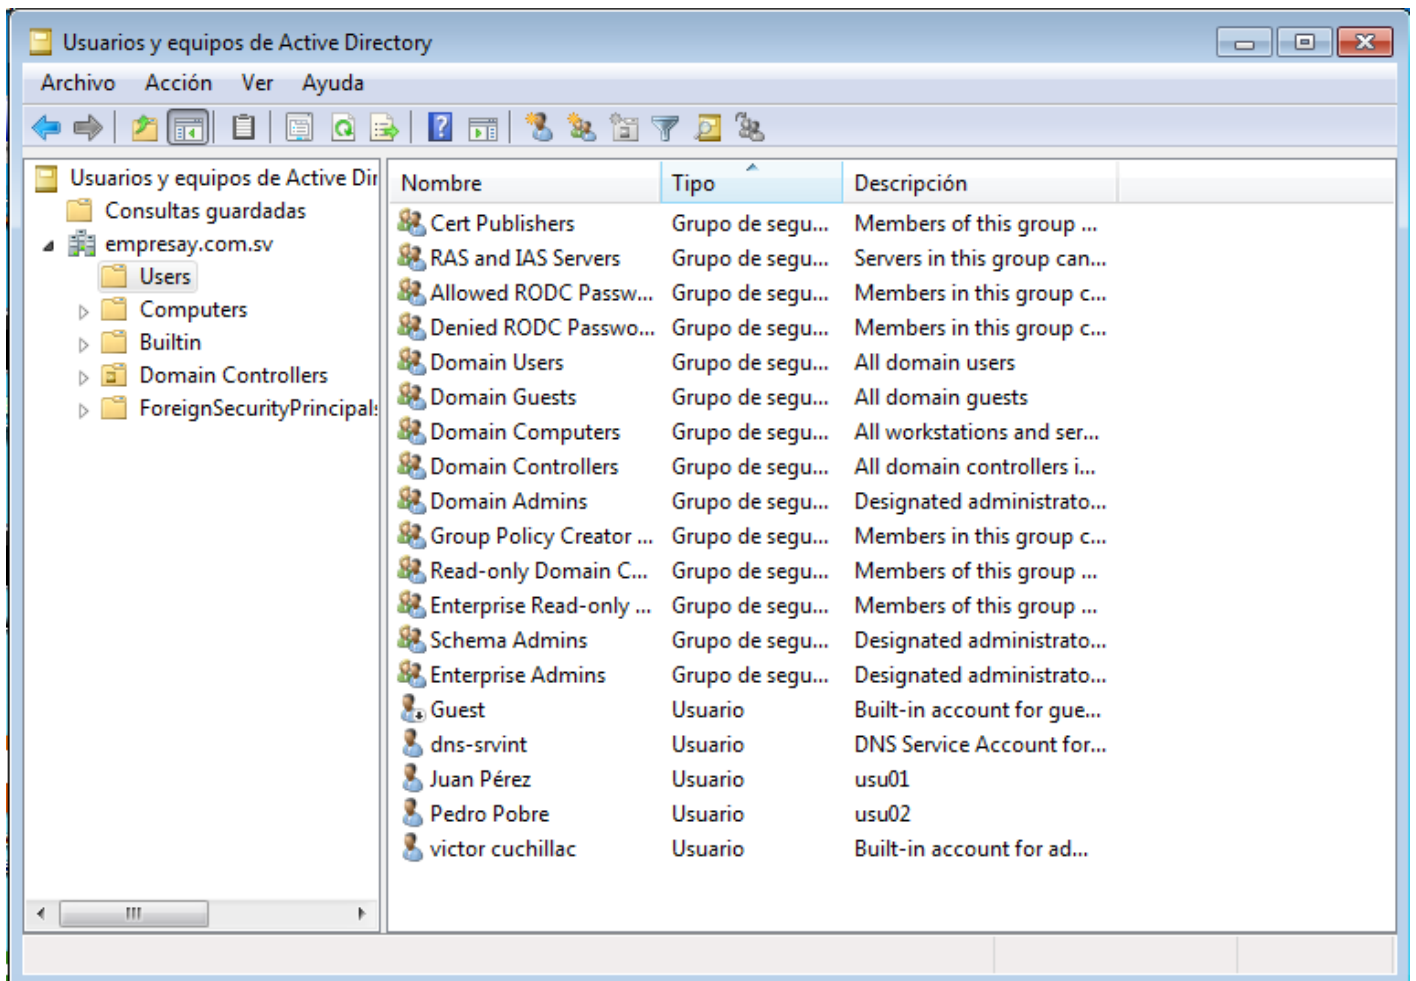 Usuarios y equipos de Active Directory
Archivo Acción Ver Ayuda
Usuarios y equipos de Active Dir
Consultas guardadas
empresay.com.sv
Users
Computers
Builtin
Domain Controllers
ForeignSecurityPrincipals
Nombre Tipo Descripción
Cert Publishers Grupo de segu... Members of this group ...
RAS and IAS Servers Grupo de segu... Servers in this group can...
Allowed RODC Passw... Grupo de segu... Members in this group c...
Denied RODC Passwo... Grupo de segu... Members in this group c...
Domain Users Grupo de segu... All domain users
Domain Guests Grupo de segu... All domain guests
Domain Computers Grupo de segu... All workstations and ser...
Domain Controllers Grupo de segu... All domain controllers i...
Domain Admins Grupo de segu... Designated administrato...
Group Policy Creator ... Grupo de segu... Members in this group c...
Read-only Domain C... Grupo de segu... Members of this group ...
Enterprise Read-only ... Grupo de segu... Members of this group ...
Schema Admins Grupo de segu... Designated administrato...
Enterprise Admins Grupo de segu... Designated administrato...
Guest Usuario Built-in account for gue...
dns-srvint Usuario DNS Service Account for...
Juan Pérez Usuario usu01
Pedro Pobre Usuario usu02
victor cuchillac Usuario Built-in account for ad...